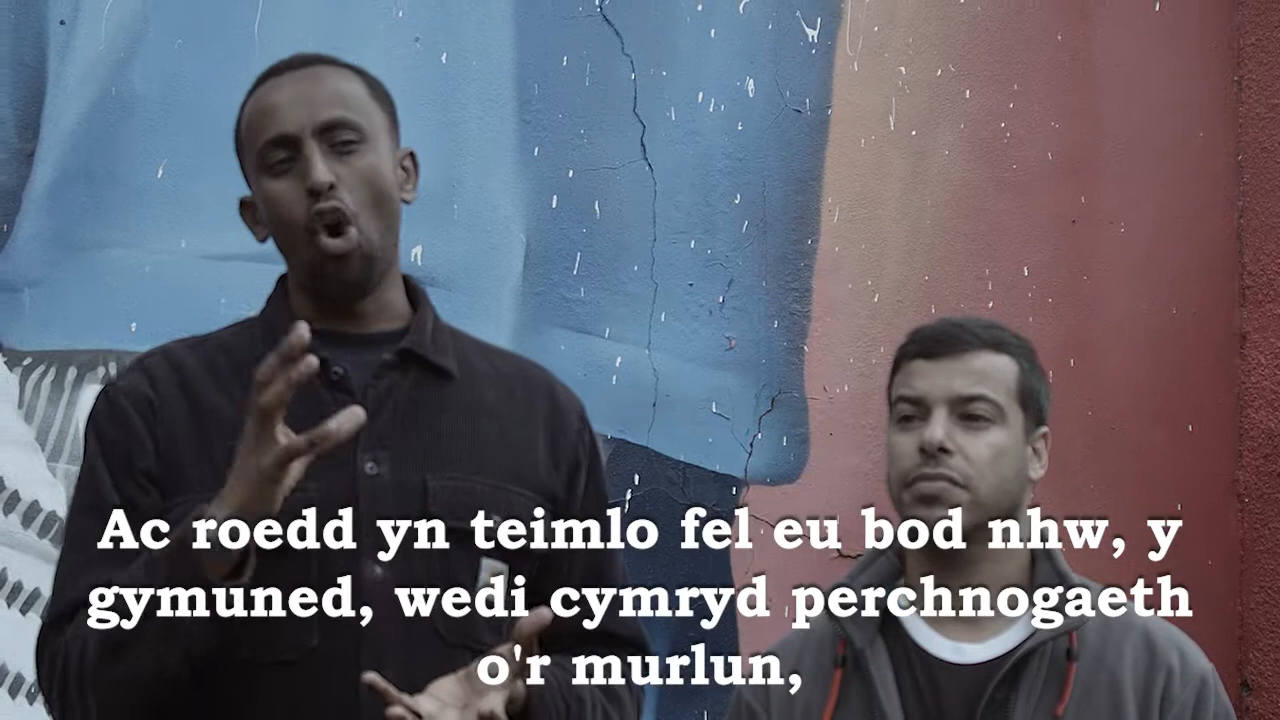 Ac roedd yn teimlo fel eu bod nhw, y
gymuned, wedi cymryd perchnogaeth
o'r murlun,